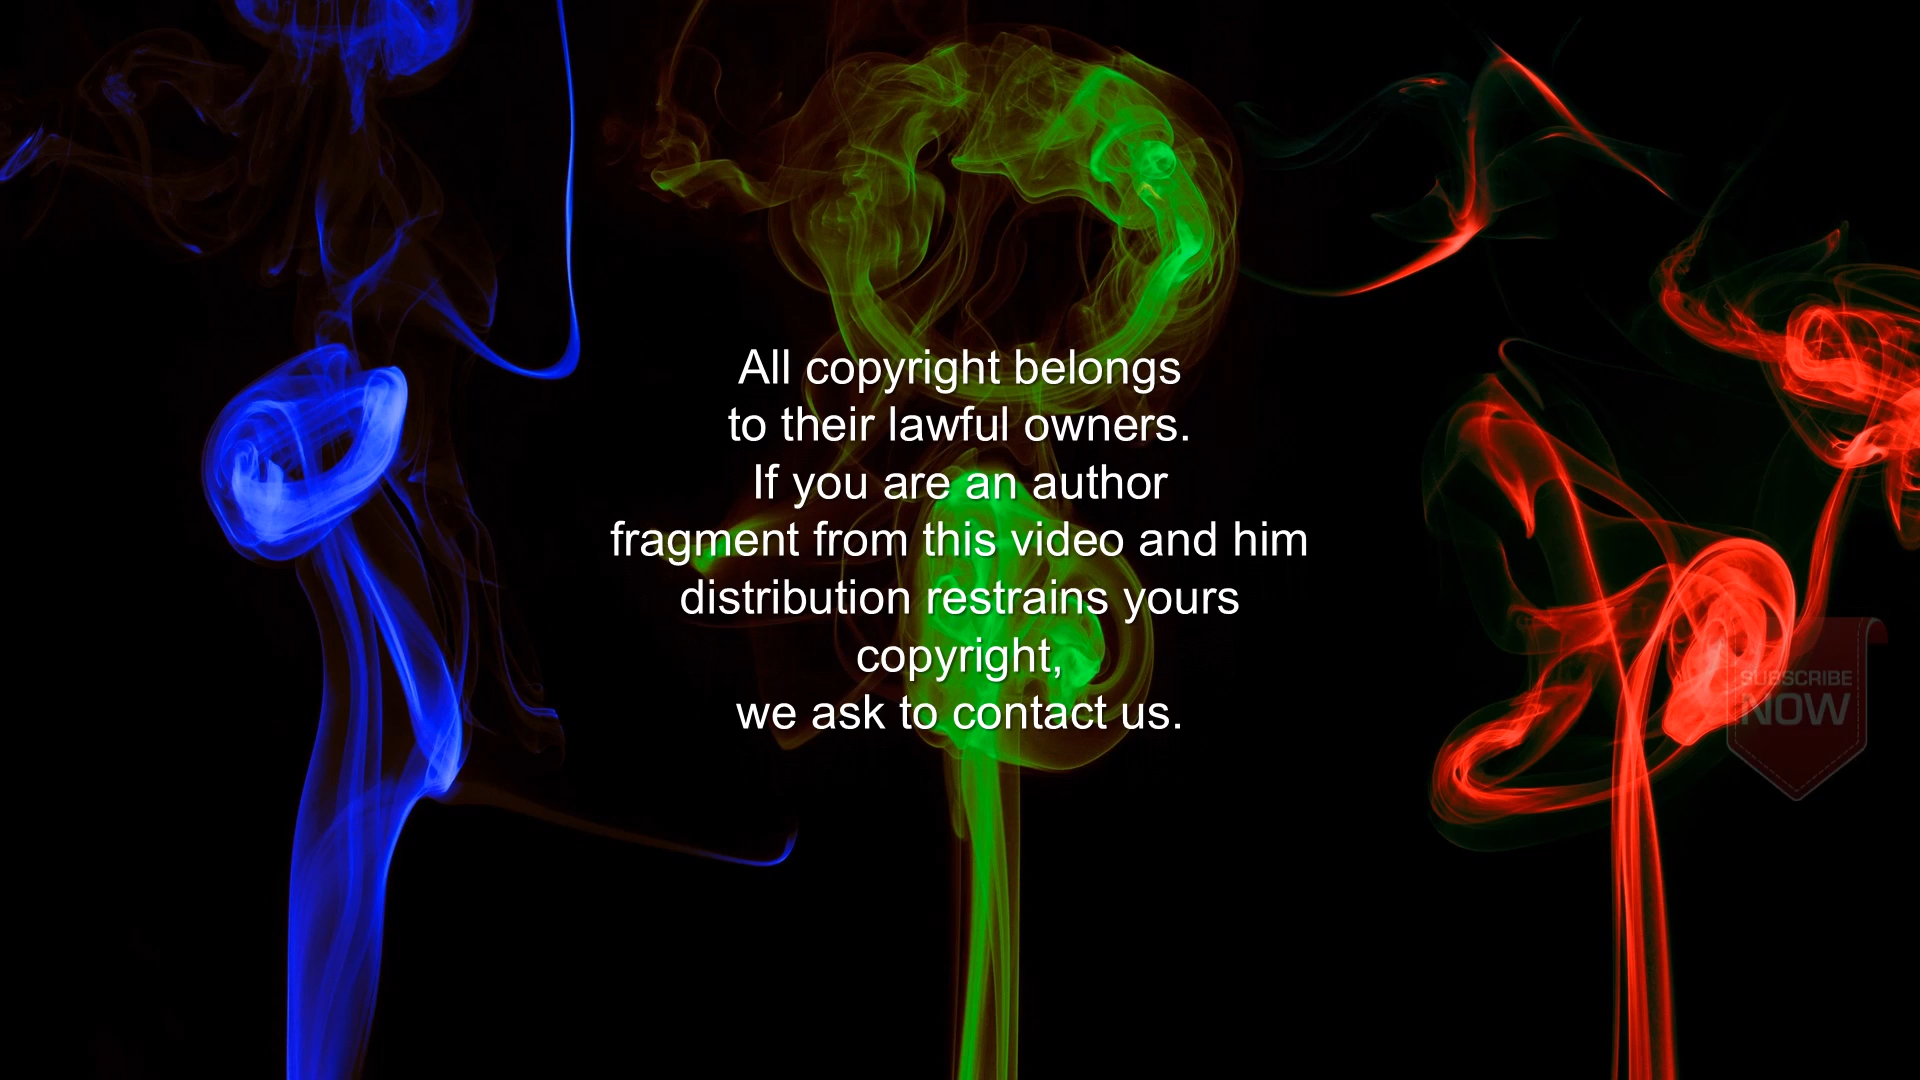 All copyright belongs
to their lawful owners.
If you are an author
fragment from this video and him
distribution restrains yours
copyright,
we ask to contact us.
SUBSCRIBE
NOW